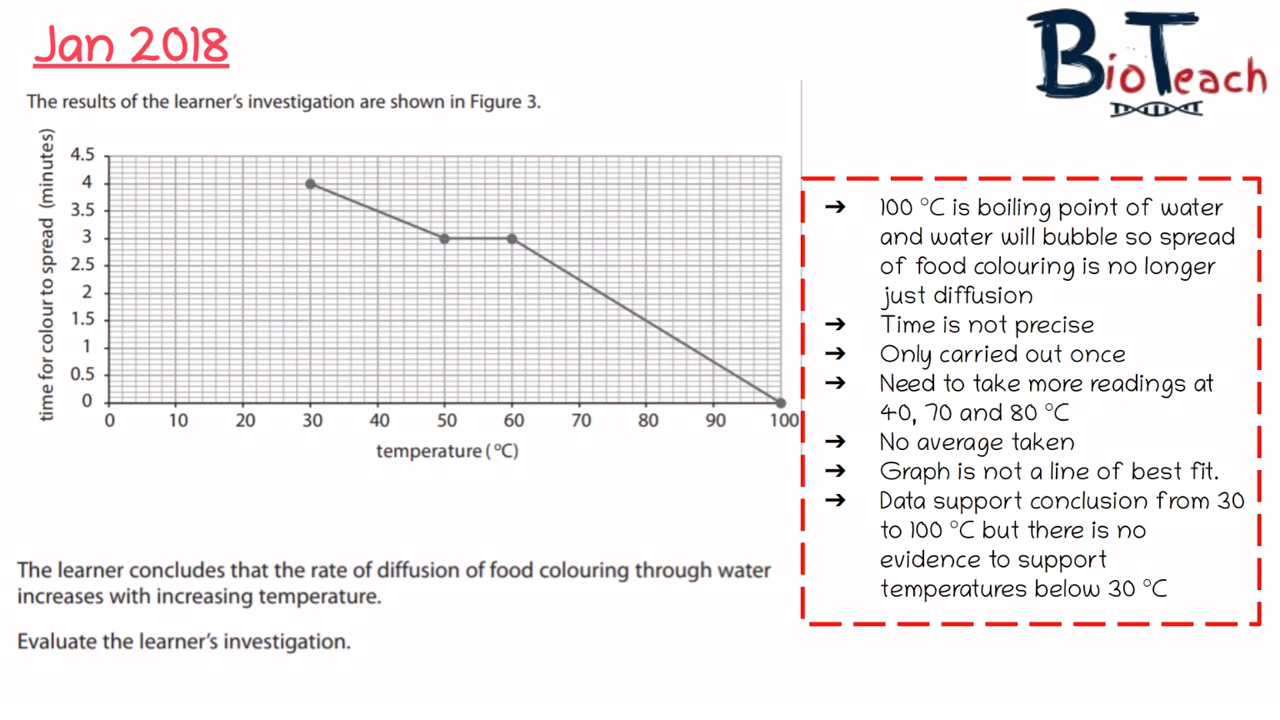 Jan 2018
BioTeach
The results of the learner's investigation are shown in Figure 3.
time for colour to spread (minutes)
4.5
4
3.5
3
2.5
2
1.5
1
0.5
0
0 10 20 30 40 50 60 70 80 90 100
temperature (°C)
The learner concludes that the rate of diffusion of food colouring through water
increases with increasing temperature.
Evaluate the learner's investigation.
➔ 100 °C is boiling point of water
and water will bubble so spread
of food colouring is no longer
just diffusion
➔ Time is not precise
➔ Only carried out once
➔ Need to take more readings at
40, 70 and 80 °C
➔ No average taken
➔ Graph is not a line of best fit.
➔ Data support conclusion from 30
to 100 °C but there is no
evidence to support
temperatures below 30 °C